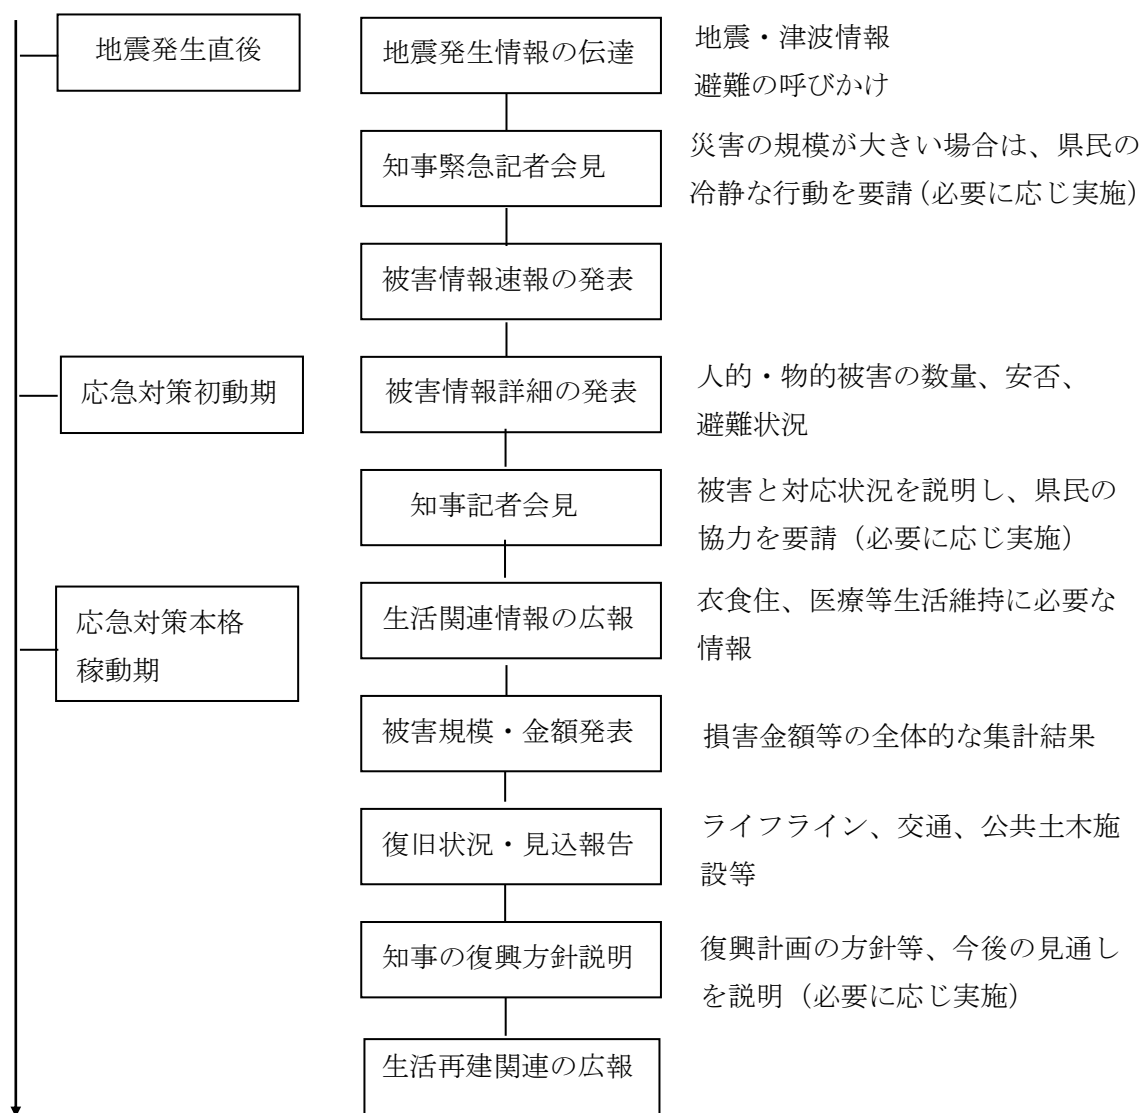 地震発生直後
地震発生情報の伝達
地震・津波情報
避難の呼びかけ
知事緊急記者会見
災害の規模が大きい場合は、県民の
冷静な行動を要請（必要に応じ実施）
被害情報速報の発表
応急対策初動期
被害情報詳細の発表
人的・物的被害の数量、安否、
避難状況
知事記者会見
被害と対応状況を説明し、県民の
協力を要請（必要に応じ実施）
応急対策本格
稼動期
生活関連情報の広報
衣食住、医療等生活維持に必要な
情報
被害規模・金額発表
損害金額等の全体的な集計結果
復旧状況・見込報告
ライフライン、交通、公共土木施
設等
知事の復興方針説明
復興計画の方針等、今後の見通し
を説明（必要に応じ実施）
生活再建関連の広報